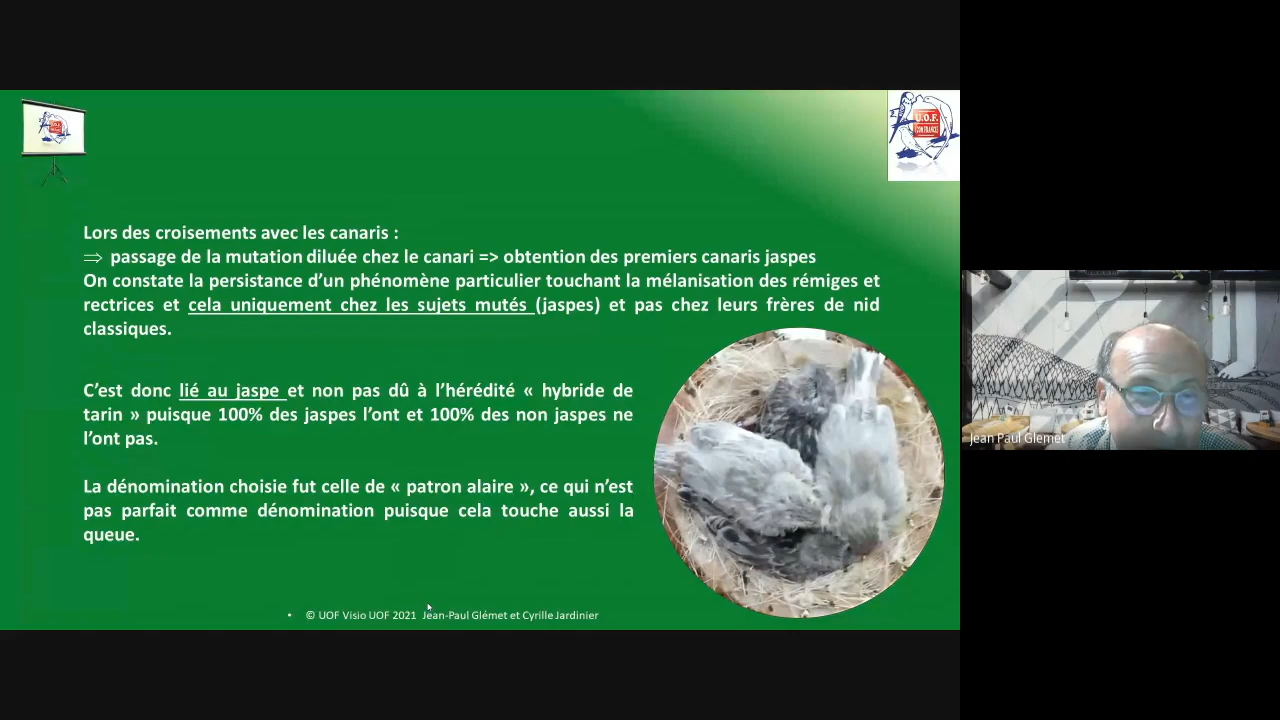 U.O.F.
COM FRANCE
Lors des croisements avec les canaris :
⇒ passage de la mutation diluée chez le canari => obtention des premiers canaris jaspes
On constate la persistance d’un phénomène particulier touchant la mélanisation des rémiges et
rectrices et cela uniquement chez les sujets mutés (jaspes) et pas chez leurs frères de nid
classiques.
C’est donc lié au jaspe et non pas dû à l’hérédité « hybride de
tarin » puisque 100% des jaspes l’ont et 100% des non jaspes ne
l’ont pas.
La dénomination choisie fut celle de « patron alaire », ce qui n’est
pas parfait comme dénomination puisque cela touche aussi la
queue.
• © UOF Visio UOF 2021 Jean-Paul Glémet et Cyrille Jardinier
Jean Paul Glemet